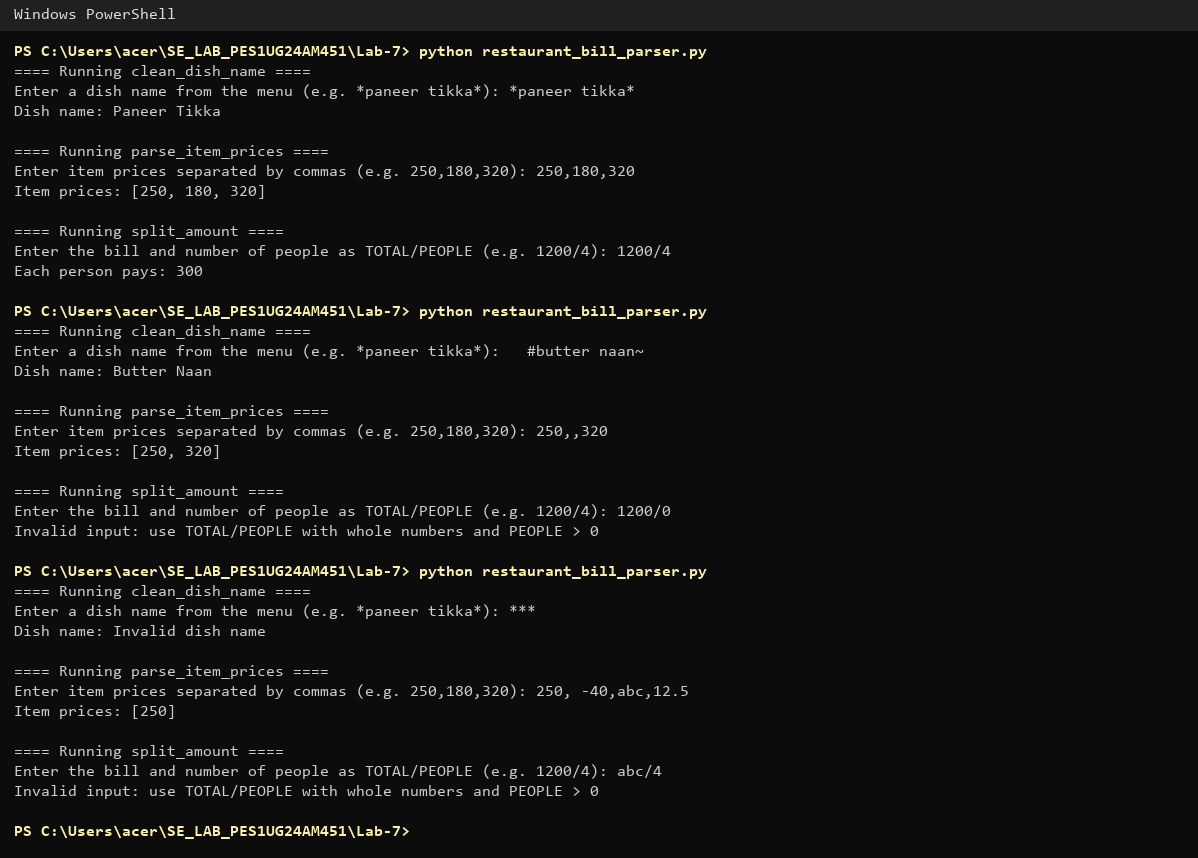 Windows PowerShell
PS C:\Users\acer\SE_LAB_PES1UG24AM451\Lab-7> python restaurant_bill_parser.py
==== Running clean_dish_name ====
Enter a dish name from the menu (e.g. *paneer tikka*): *paneer tikka*
Dish name: Paneer Tikka
==== Running parse_item_prices ====
Enter item prices separated by commas (e.g. 250,180,320): 250,180,320
Item prices: [250, 180, 320]
==== Running split_amount ====
Enter the bill and number of people as TOTAL/PEOPLE (e.g. 1200/4): 1200/4
Each person pays: 300
PS C:\Users\acer\SE_LAB_PES1UG24AM451\Lab-7> python restaurant_bill_parser.py
==== Running clean_dish_name ====
Enter a dish name from the menu (e.g. *paneer tikka*):   #butter naan~
Dish name: Butter Naan
==== Running parse_item_prices ====
Enter item prices separated by commas (e.g. 250,180,320): 250,,320
Item prices: [250, 320]
==== Running split_amount ====
Enter the bill and number of people as TOTAL/PEOPLE (e.g. 1200/4): 1200/0
Invalid input: use TOTAL/PEOPLE with whole numbers and PEOPLE > 0
PS C:\Users\acer\SE_LAB_PES1UG24AM451\Lab-7> python restaurant_bill_parser.py
==== Running clean_dish_name ====
Enter a dish name from the menu (e.g. *paneer tikka*): ***
Dish name: Invalid dish name
==== Running parse_item_prices ====
Enter item prices separated by commas (e.g. 250,180,320): 250, -40,abc,12.5
Item prices: [250]
==== Running split_amount ====
Enter the bill and number of people as TOTAL/PEOPLE (e.g. 1200/4): abc/4
Invalid input: use TOTAL/PEOPLE with whole numbers and PEOPLE > 0
PS C:\Users\acer\SE_LAB_PES1UG24AM451\Lab-7>